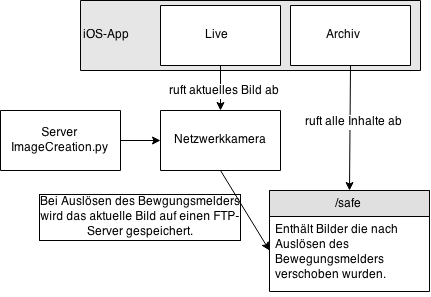 iOS-App
Live
Archiv
ruft aktuelles Bild ab
ruft alle Inhalte ab
Server
ImageCreation.py
Netzwerkkamera
Bei Auslösen des Bewgungsmelders
wird das aktuelle Bild auf einen FTP-
Server gespeichert.
/safe
Enthält Bilder die nach
Auslösen des
Bewegungsmelders
verschoben wurden.